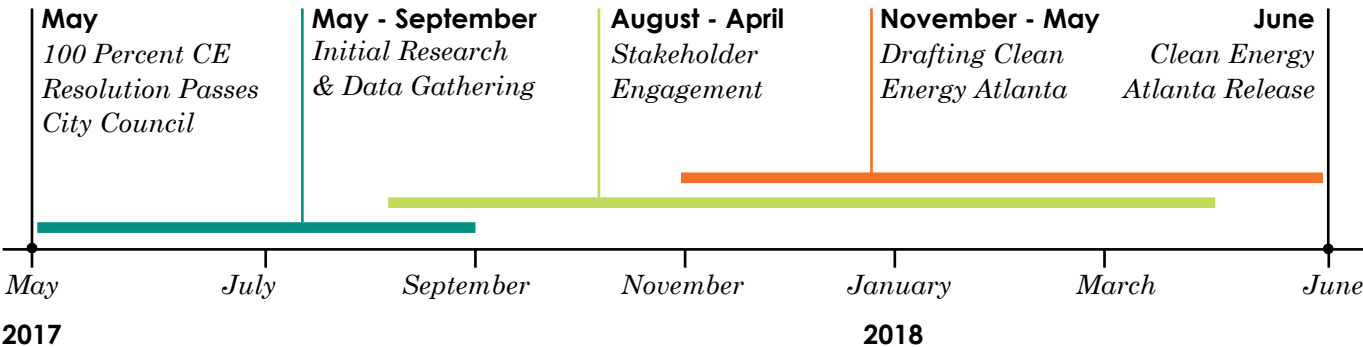 May
100 Percent CE
Resolution Passes
City Council
May - September
Initial Research
& Data Gathering
August - April
Stakeholder
Engagement
November - May
Drafting Clean
Energy Atlanta
June
Clean Energy
Atlanta Release
May July September November January March June
2017 2018